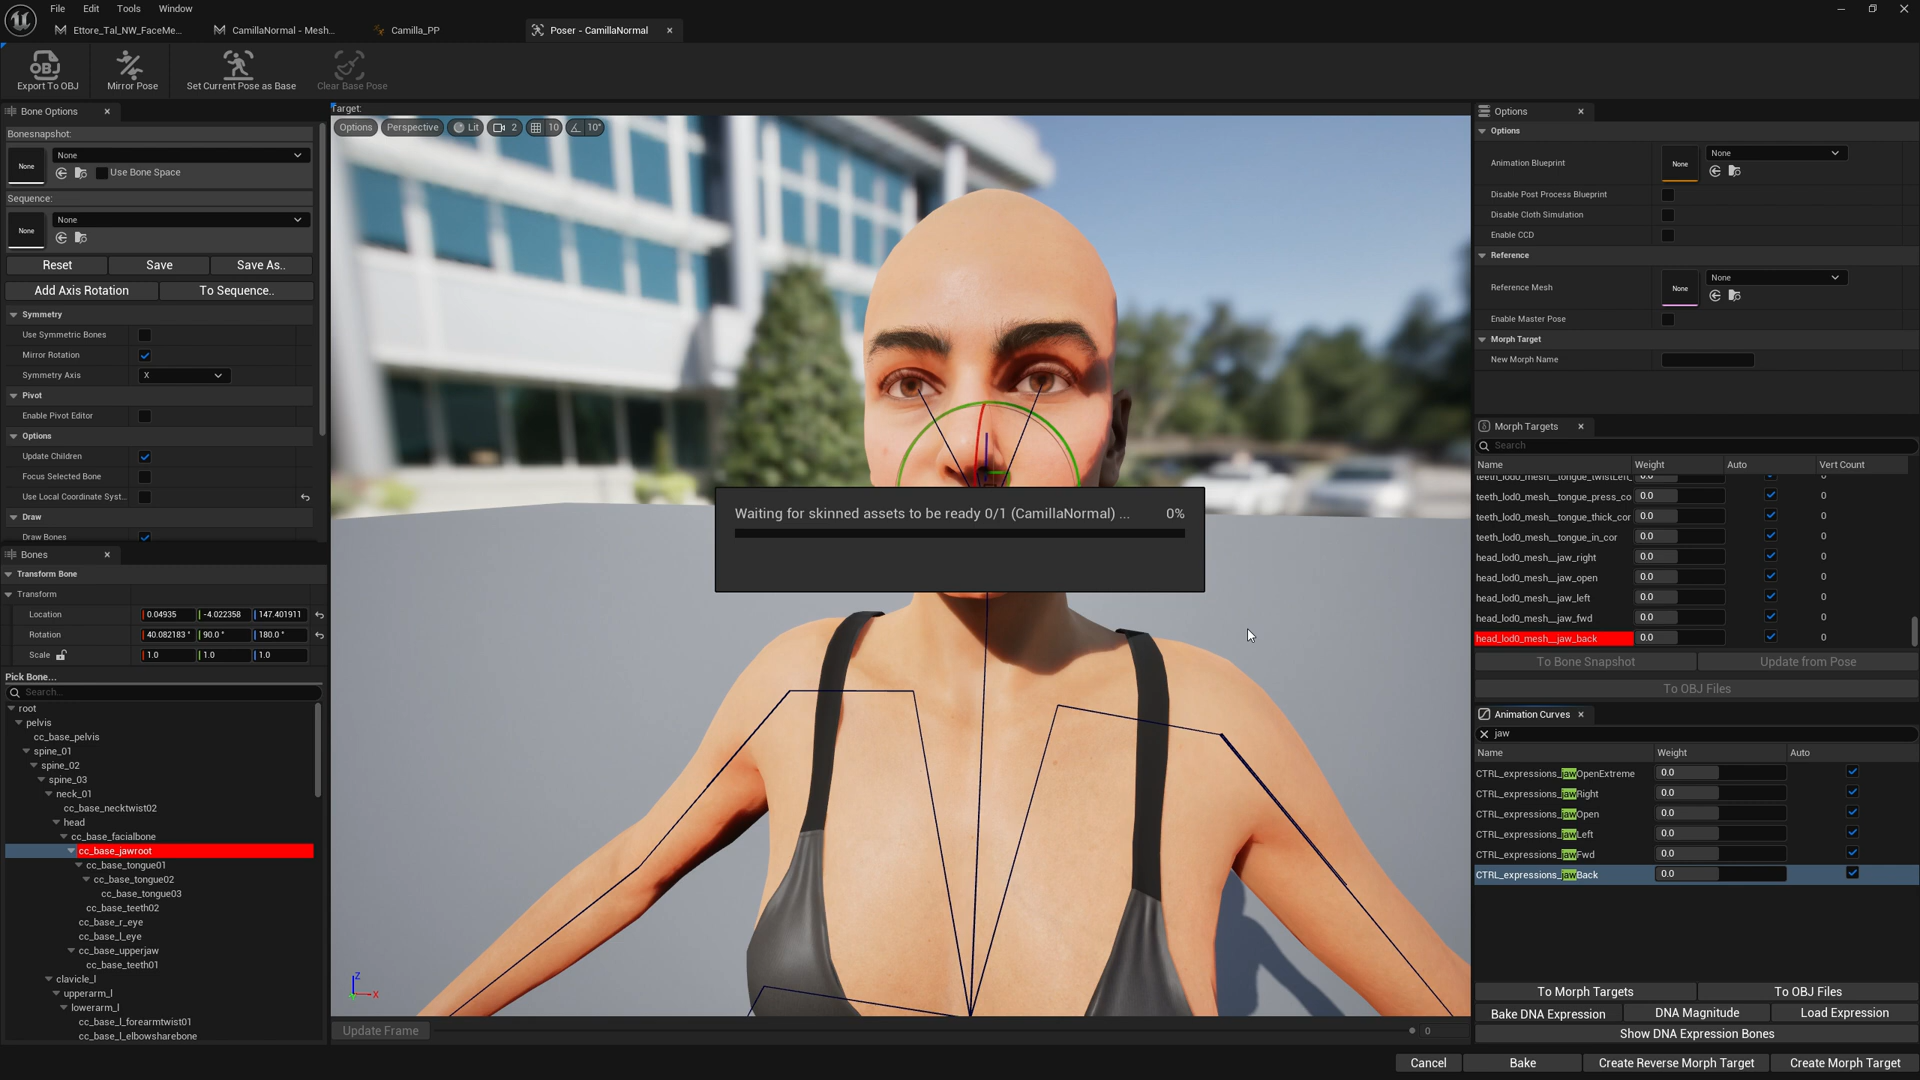 File Edit Tools Window
Ettore_Tal_NW_FaceMe... CamillaNormal - Mesh... Camilla_PP Poser - CamillaNormal
Export To OBJ Mirror Pose Set Current Pose as Base Clear Base Pose
Bone Options
Bonesnapshot:
None
None
Use Bone Space
Sequence:
None
None
Reset Save Save As..
Add Axis Rotation To Sequence..
Symmetry
Use Symmetric Bones
Mirror Rotation
Symmetry Axis X
Pivot
Enable Pivot Editor
Options
Update Children
Focus Selected Bone
Use Local Coordinate Syst...
Draw
Draw Bones
Bones
Transform Bone
Transform
Location 0.04935 -4.022358 147.401911
Rotation 40.082183 ° 90.0 ° 180.0 °
Scale 1.0 1.0 1.0
Pick Bone...
Search...
root
pelvis
cc_base_pelvis
spine_01
spine_02
spine_03
neck_01
cc_base_necktwist02
head
cc_base_facialbone
cc_base_jawroot
cc_base_tongue01
cc_base_tongue02
cc_base_tongue03
cc_base_teeth02
cc_base_r_eye
cc_base_l_eye
cc_base_upperjaw
cc_base_teeth01
clavicle_l
upperarm_l
lowerarm_l
cc_base_l_forearmtwist01
cc_base_l_elbowsharebone
Target:
Options Perspective Lit 2 10 10°
Waiting for skinned assets to be ready 0/1 (CamillaNormal) ... 0%
Z
X
Update Frame 0
Options
Options
Animation Blueprint None None
Disable Post Process Blueprint
Disable Cloth Simulation
Enable CCD
Reference
Reference Mesh None None
Enable Master Pose
Morph Target
New Morph Name
Morph Targets
Search
Name Weight Auto Vert Count
teeth_lod0_mesh__tongue_twistLeft_ 0.0 0
teeth_lod0_mesh__tongue_press_co 0.0 0
teeth_lod0_mesh__tongue_thick_cor 0.0 0
teeth_lod0_mesh__tongue_in_cor 0.0 0
head_lod0_mesh__jaw_right 0.0 0
head_lod0_mesh__jaw_open 0.0 0
head_lod0_mesh__jaw_left 0.0 0
head_lod0_mesh__jaw_fwd 0.0 0
head_lod0_mesh__jaw_back 0.0 0
To Bone Snapshot Update from Pose
To OBJ Files
Animation Curves
jaw
Name Weight Auto
CTRL_expressions_jawOpenExtreme 0.0
CTRL_expressions_jawRight 0.0
CTRL_expressions_jawOpen 0.0
CTRL_expressions_jawLeft 0.0
CTRL_expressions_jawFwd 0.0
CTRL_expressions_jawBack 0.0
To Morph Targets To OBJ Files
Bake DNA Expression DNA Magnitude Load Expression
Show DNA Expression Bones
Cancel Bake Create Reverse Morph Target Create Morph Target